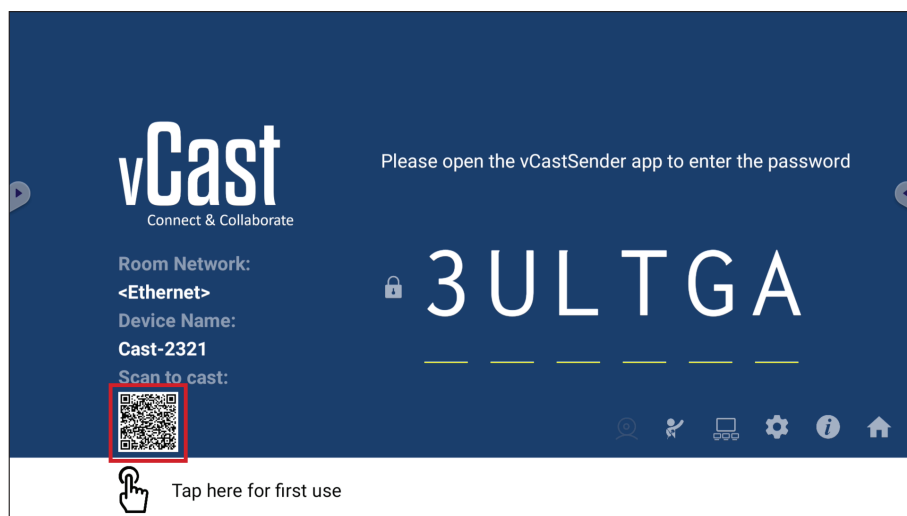 vCast
Connect & Collaborate
Please open the vCastSender app to enter the password
Room Network:
<Ethernet>
Device Name:
Cast-2321
Scan to cast:
3ULTGA
Tap here for first use